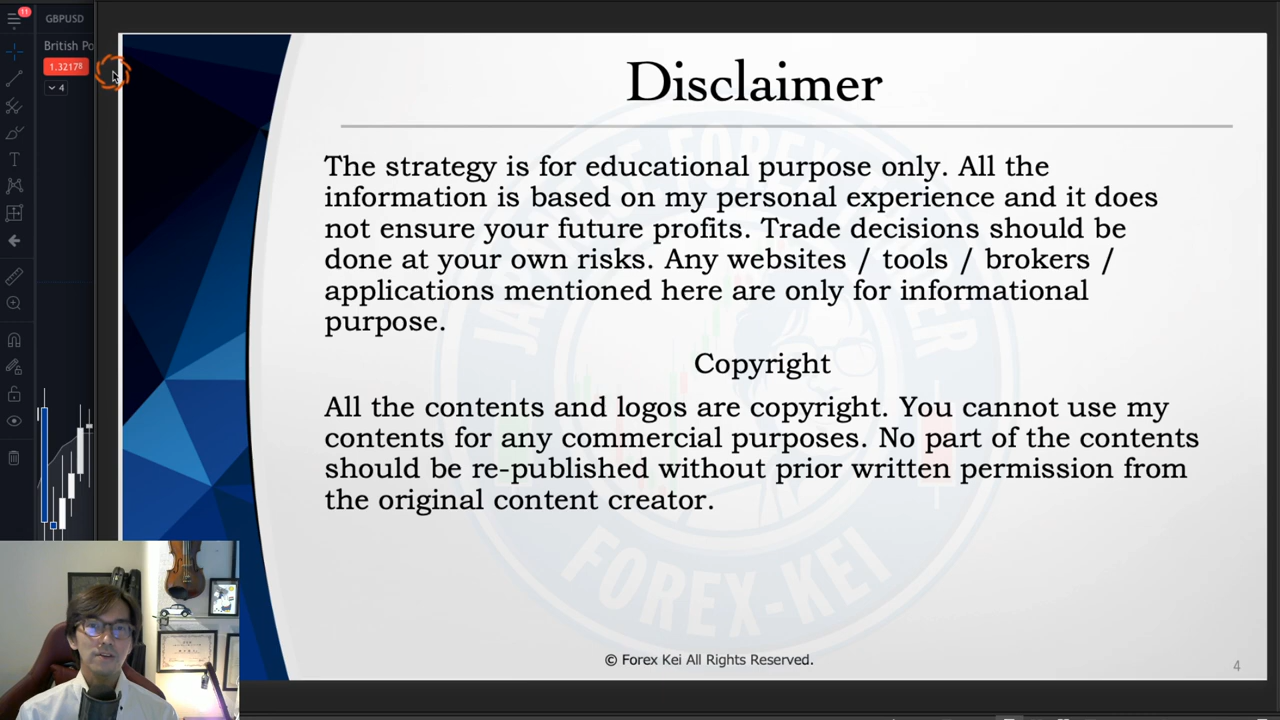 11
GBPUSD
British Po
1.32178
4
Disclaimer
The strategy is for educational purpose only. All the
information is based on my personal experience and it does
not ensure your future profits. Trade decisions should be
done at your own risks. Any websites / tools / brokers /
applications mentioned here are only for informational
purpose.
Copyright
All the contents and logos are copyright. You cannot use my
contents for any commercial purposes. No part of the contents
should be re-published without prior written permission from
the original content creator.
FOREX-KEI
© Forex Kei All Rights Reserved.
4